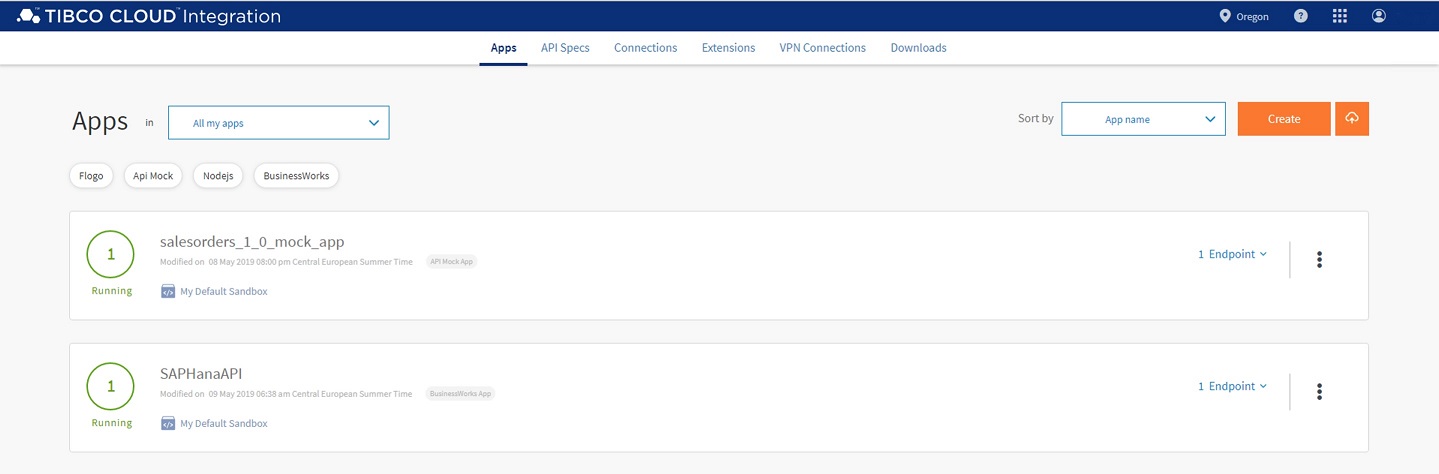 TIBCO CLOUD™ Integration
Oregon
?
Apps API Specs Connections Extensions VPN Connections Downloads
Apps in All my apps
Sort by App name Create
Flogo Api Mock Nodejs BusinessWorks
1
Running
salesorders_1_0_mock_app
Modified on 08 May 2019 08:00 pm Central European Summer Time API Mock App
My Default Sandbox
1 Endpoint
1
Running
SAPHanaAPI
Modified on 09 May 2019 06:38 am Central European Summer Time BusinessWorks App
My Default Sandbox
1 Endpoint